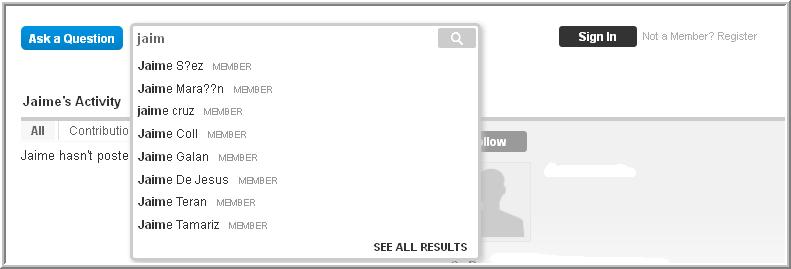 Ask a Question
jaim
Sign In
Not a Member? Register
Jaime S?ez MEMBER
Jaime Mara??n MEMBER
jaime cruz MEMBER
Jaime Coll MEMBER
Jaime Galan MEMBER
Jaime De Jesus MEMBER
Jaime Teran MEMBER
Jaime Tamariz MEMBER
SEE ALL RESULTS
Jaime's Activity
All
Contributio
Jaime hasn't poste
ollow